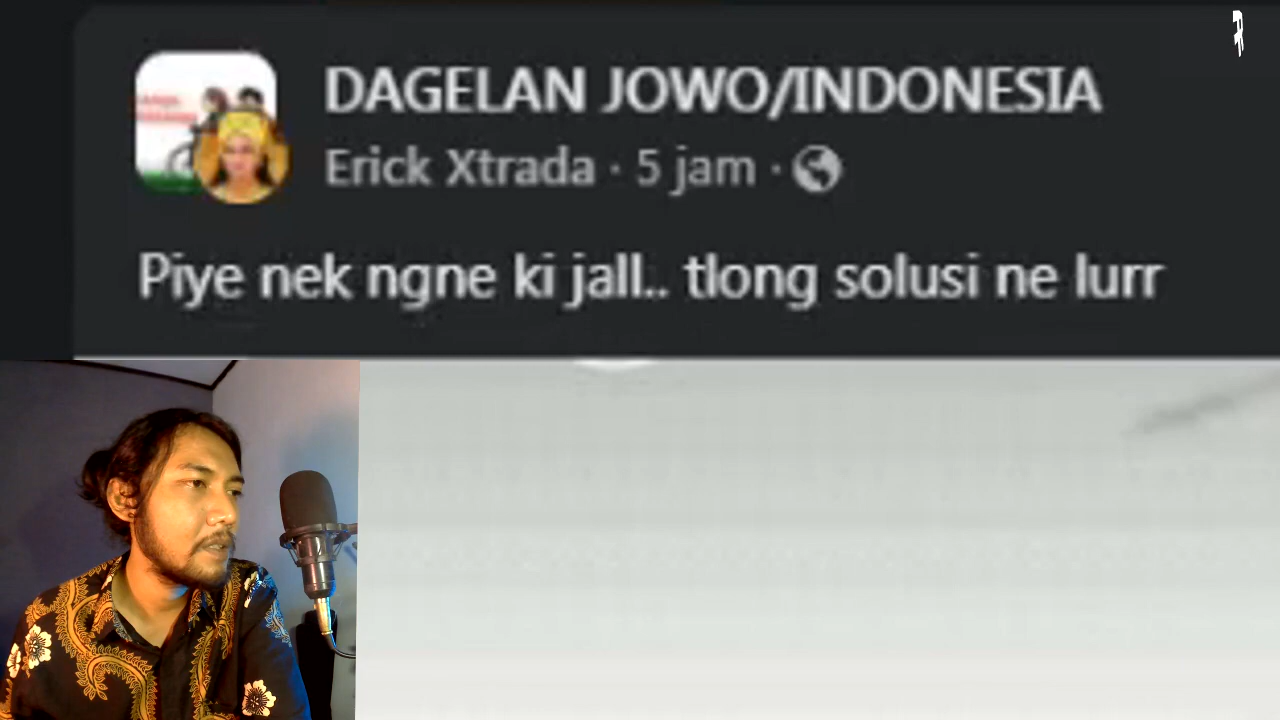 DAGELAN JOWO/INDONESIA
Erick Xtrada · 5 jam ·
Piye nek ngne ki jall.. tlong solusi ne lurr